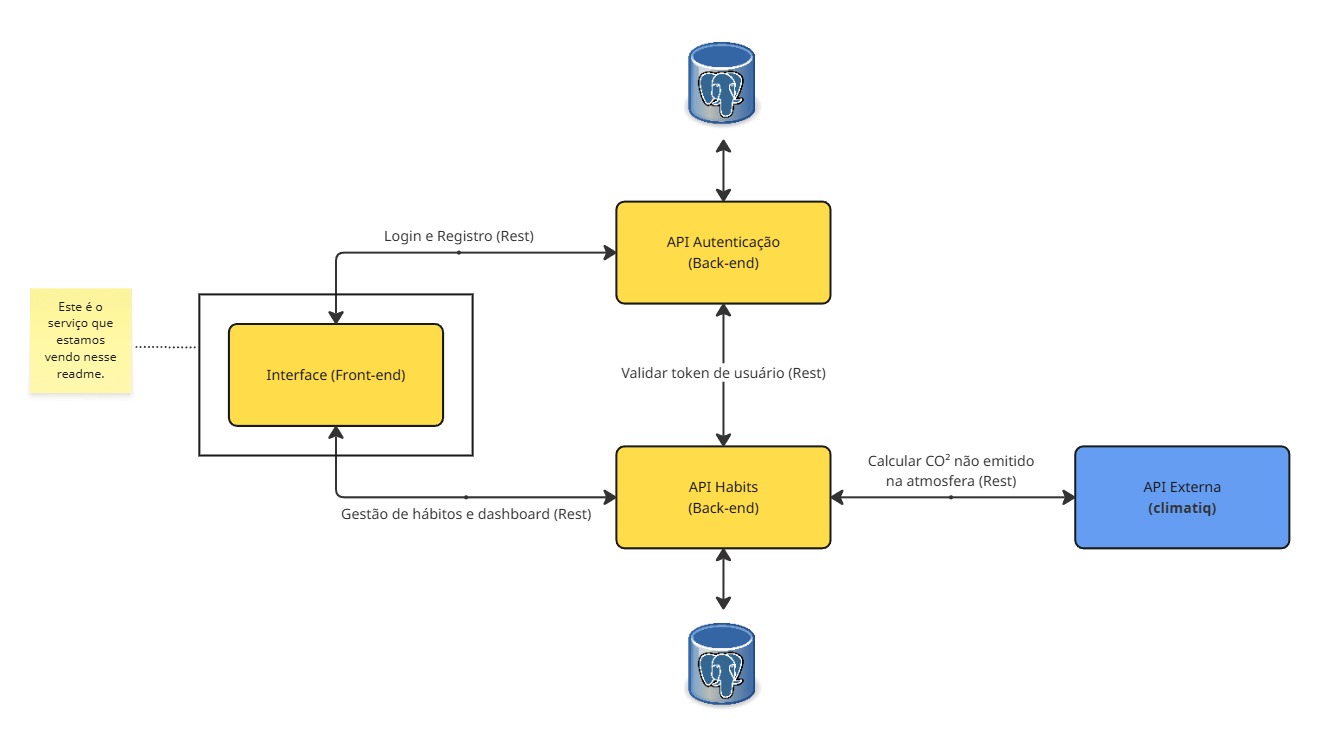 API Autenticação
(Back-end)
Login e Registro (Rest)
Este é o
serviço que
estamos
vendo nesse
readme.
Interface (Front-end)
Validar token de usuário (Rest)
Calcular CO² não emitido
na atmosfera (Rest)
API Habits
(Back-end)
API Externa
(climatiq)
Gestão de hábitos e dashboard (Rest)